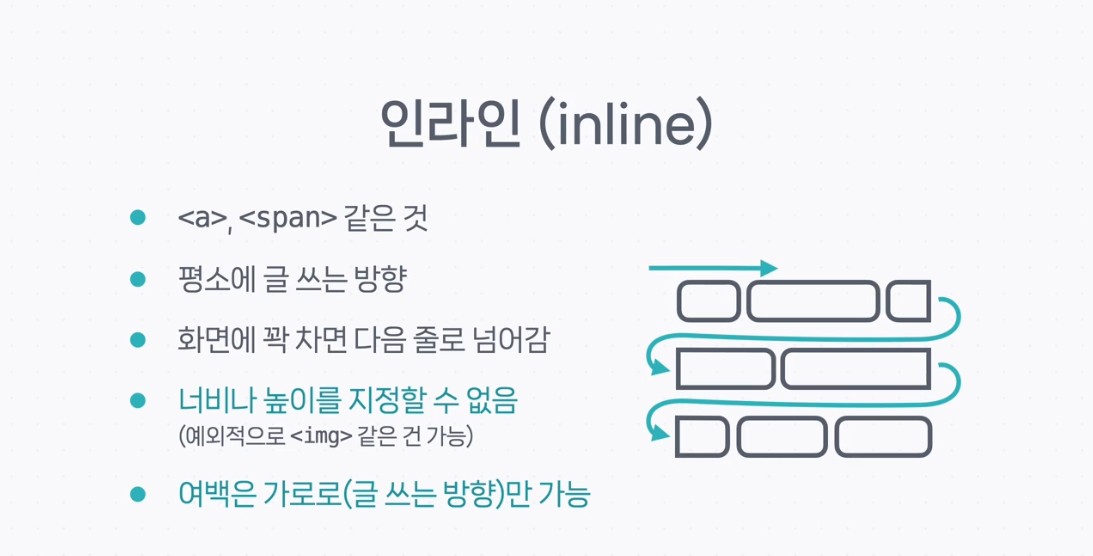 인라인 (inline)
<a>, <span> 같은 것
평소에 글 쓰는 방향
화면에 꽉 차면 다음 줄로 넘어감
너비나 높이를 지정할 수 없음
(예외적으로 <img> 같은 건 가능)
여백은 가로로(글 쓰는 방향)만 가능